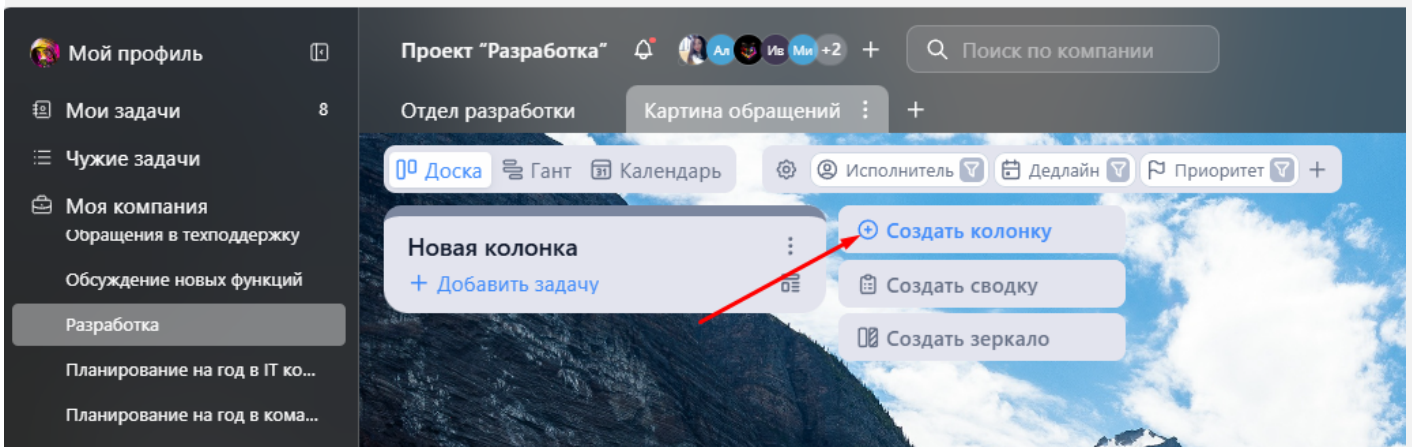 Мой профиль
Проект “Разработка”
Ал
Ив
Ми
+2
+
Поиск по компании
Мои задачи 8
Отдел разработки
Картина обращений
+
Чужие задачи
Доска
Гант
31 Календарь
Исполнитель
Дедлайн
Приоритет
+
Моя компания
Обращения в техподдержку
Обсуждение новых функций
Разработка
Планирование на год в IT ко...
Планирование на год в кома...
Новая колонка
+ Добавить задачу
Создать колонку
Создать сводку
Создать зеркало